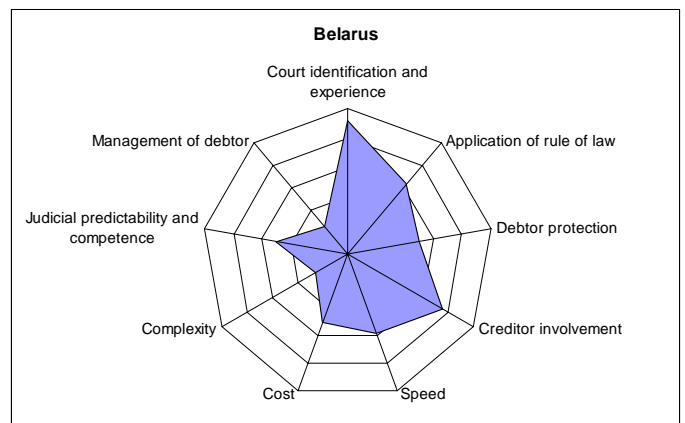 Belarus
Court identification and
experience
Application of rule of law
Debtor protection
Creditor involvement
Speed
Cost
Complexity
Judicial predictability and
competence
Management of debtor